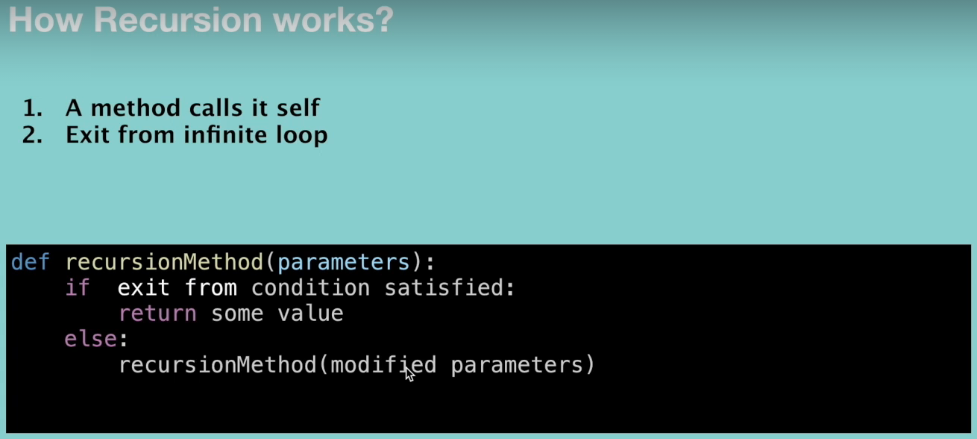 How Recursion works?
1. A method calls it self
2. Exit from infinite loop
def recursionMethod(parameters):
    if  exit from condition satisfied:
        return some value
    else:
        recursionMethod(modified parameters)